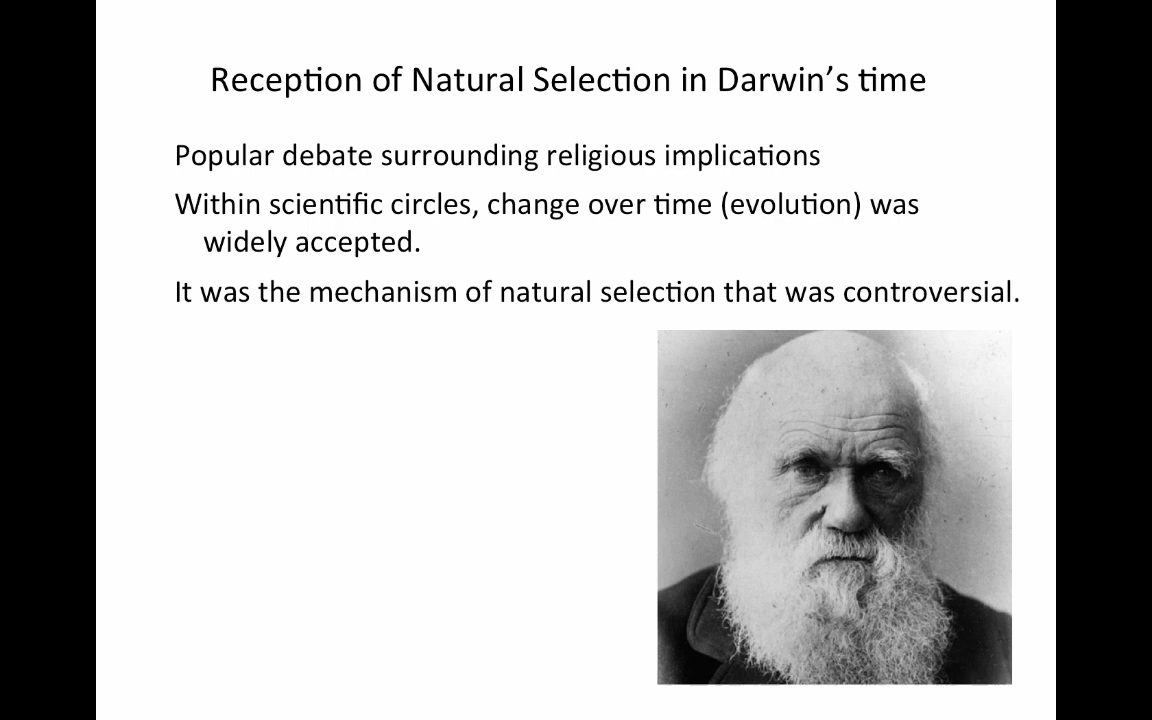 Reception of Natural Selection in Darwin’s time
Popular debate surrounding religious implications
Within scientific circles, change over time (evolution) was
widely accepted.
It was the mechanism of natural selection that was controversial.